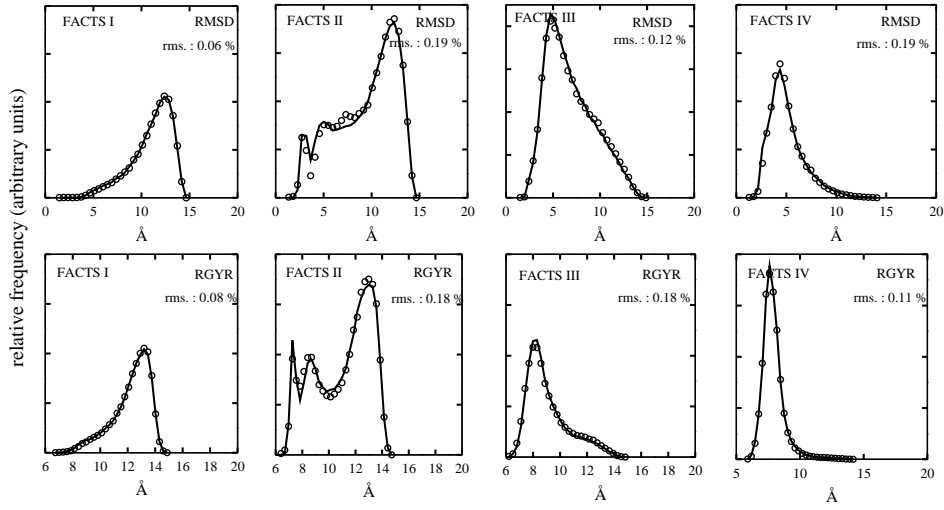 relative frequency (arbitrary units)
FACTS I
RMSD
rms. : 0.06 %
0 5 10 15 20
Å
FACTS II
RMSD
rms. : 0.19 %
0 5 10 15 20
Å
FACTS III
RMSD
rms. : 0.12 %
0 5 10 15 20
Å
FACTS IV
RMSD
rms. : 0.19 %
0 5 10 15 20
Å
FACTS I
RGYR
rms. : 0.08 %
6 8 10 12 14 16 18 20
Å
FACTS II
RGYR
rms. : 0.18 %
6 8 10 12 14 16 18 20
Å
FACTS III
RGYR
rms. : 0.18 %
6 8 10 12 14 16 18 20
Å
FACTS IV
RGYR
rms. : 0.11 %
5 10 15 20
Å